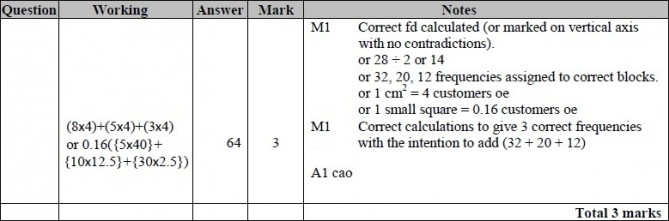 Question Working Answer Mark Notes
M1 Correct fd calculated (or marked on vertical axis
with no contradictions).
or 28 ÷ 2 or 14
or 32, 20, 12 frequencies assigned to correct blocks.
or 1 cm² = 4 customers oe
or 1 small square = 0.16 customers oe
(8x4)+(5x4)+(3x4)
or 0.16({5x40}+
{10x12.5}+{30x2.5})
64
3
M1 Correct calculations to give 3 correct frequencies
with the intention to add (32 + 20 + 12)
A1 cao
Total 3 marks